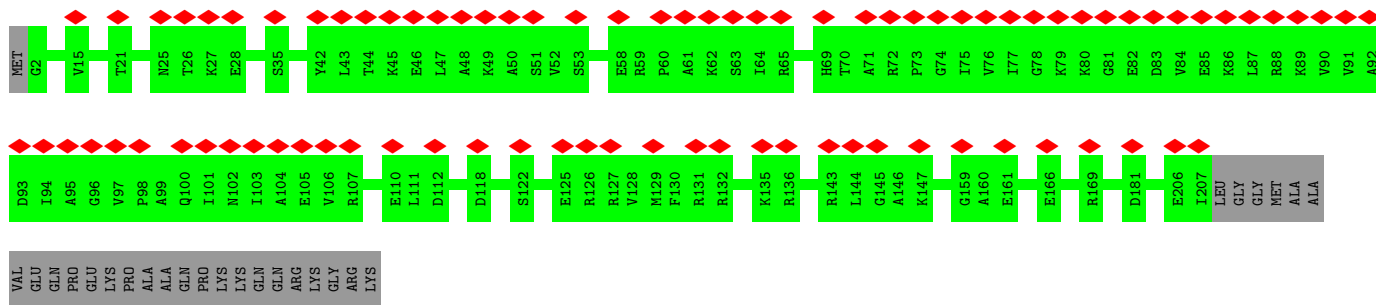 MET G2 V15 T21 N25 T26 K27 E28 S35 Y42 L43 T44 K45 E46 L47 A48 K49 A50 S51 V52 S53 E58 R59 P60 A61 K62 S63 I64 R65 H69 T70 A71 R72 P73 G74 I75 V76 I77 G78 K79 K80 G81 E82 D83 V84 E85 K86 L87 R88 K89 V90 V91 A92
D93 I94 A95 G96 V97 P98 A99 Q100 I101 N102 I103 A104 E105 V106 R107 E110 L111 D112 D118 S122 E125 R126 R127 V128 M129 F130 R131 R132 K135 R136 R143 L144 G145 A146 K147 G159 A160 E161 E166 R169 D181 E206 I207 LEU GLY GLY MET ALA ALA
VAL GLU GLN PRO GLU LYS PRO ALA ALA GLN PRO LYS LYS GLN GLN ARG LYS GLY ARG LYS